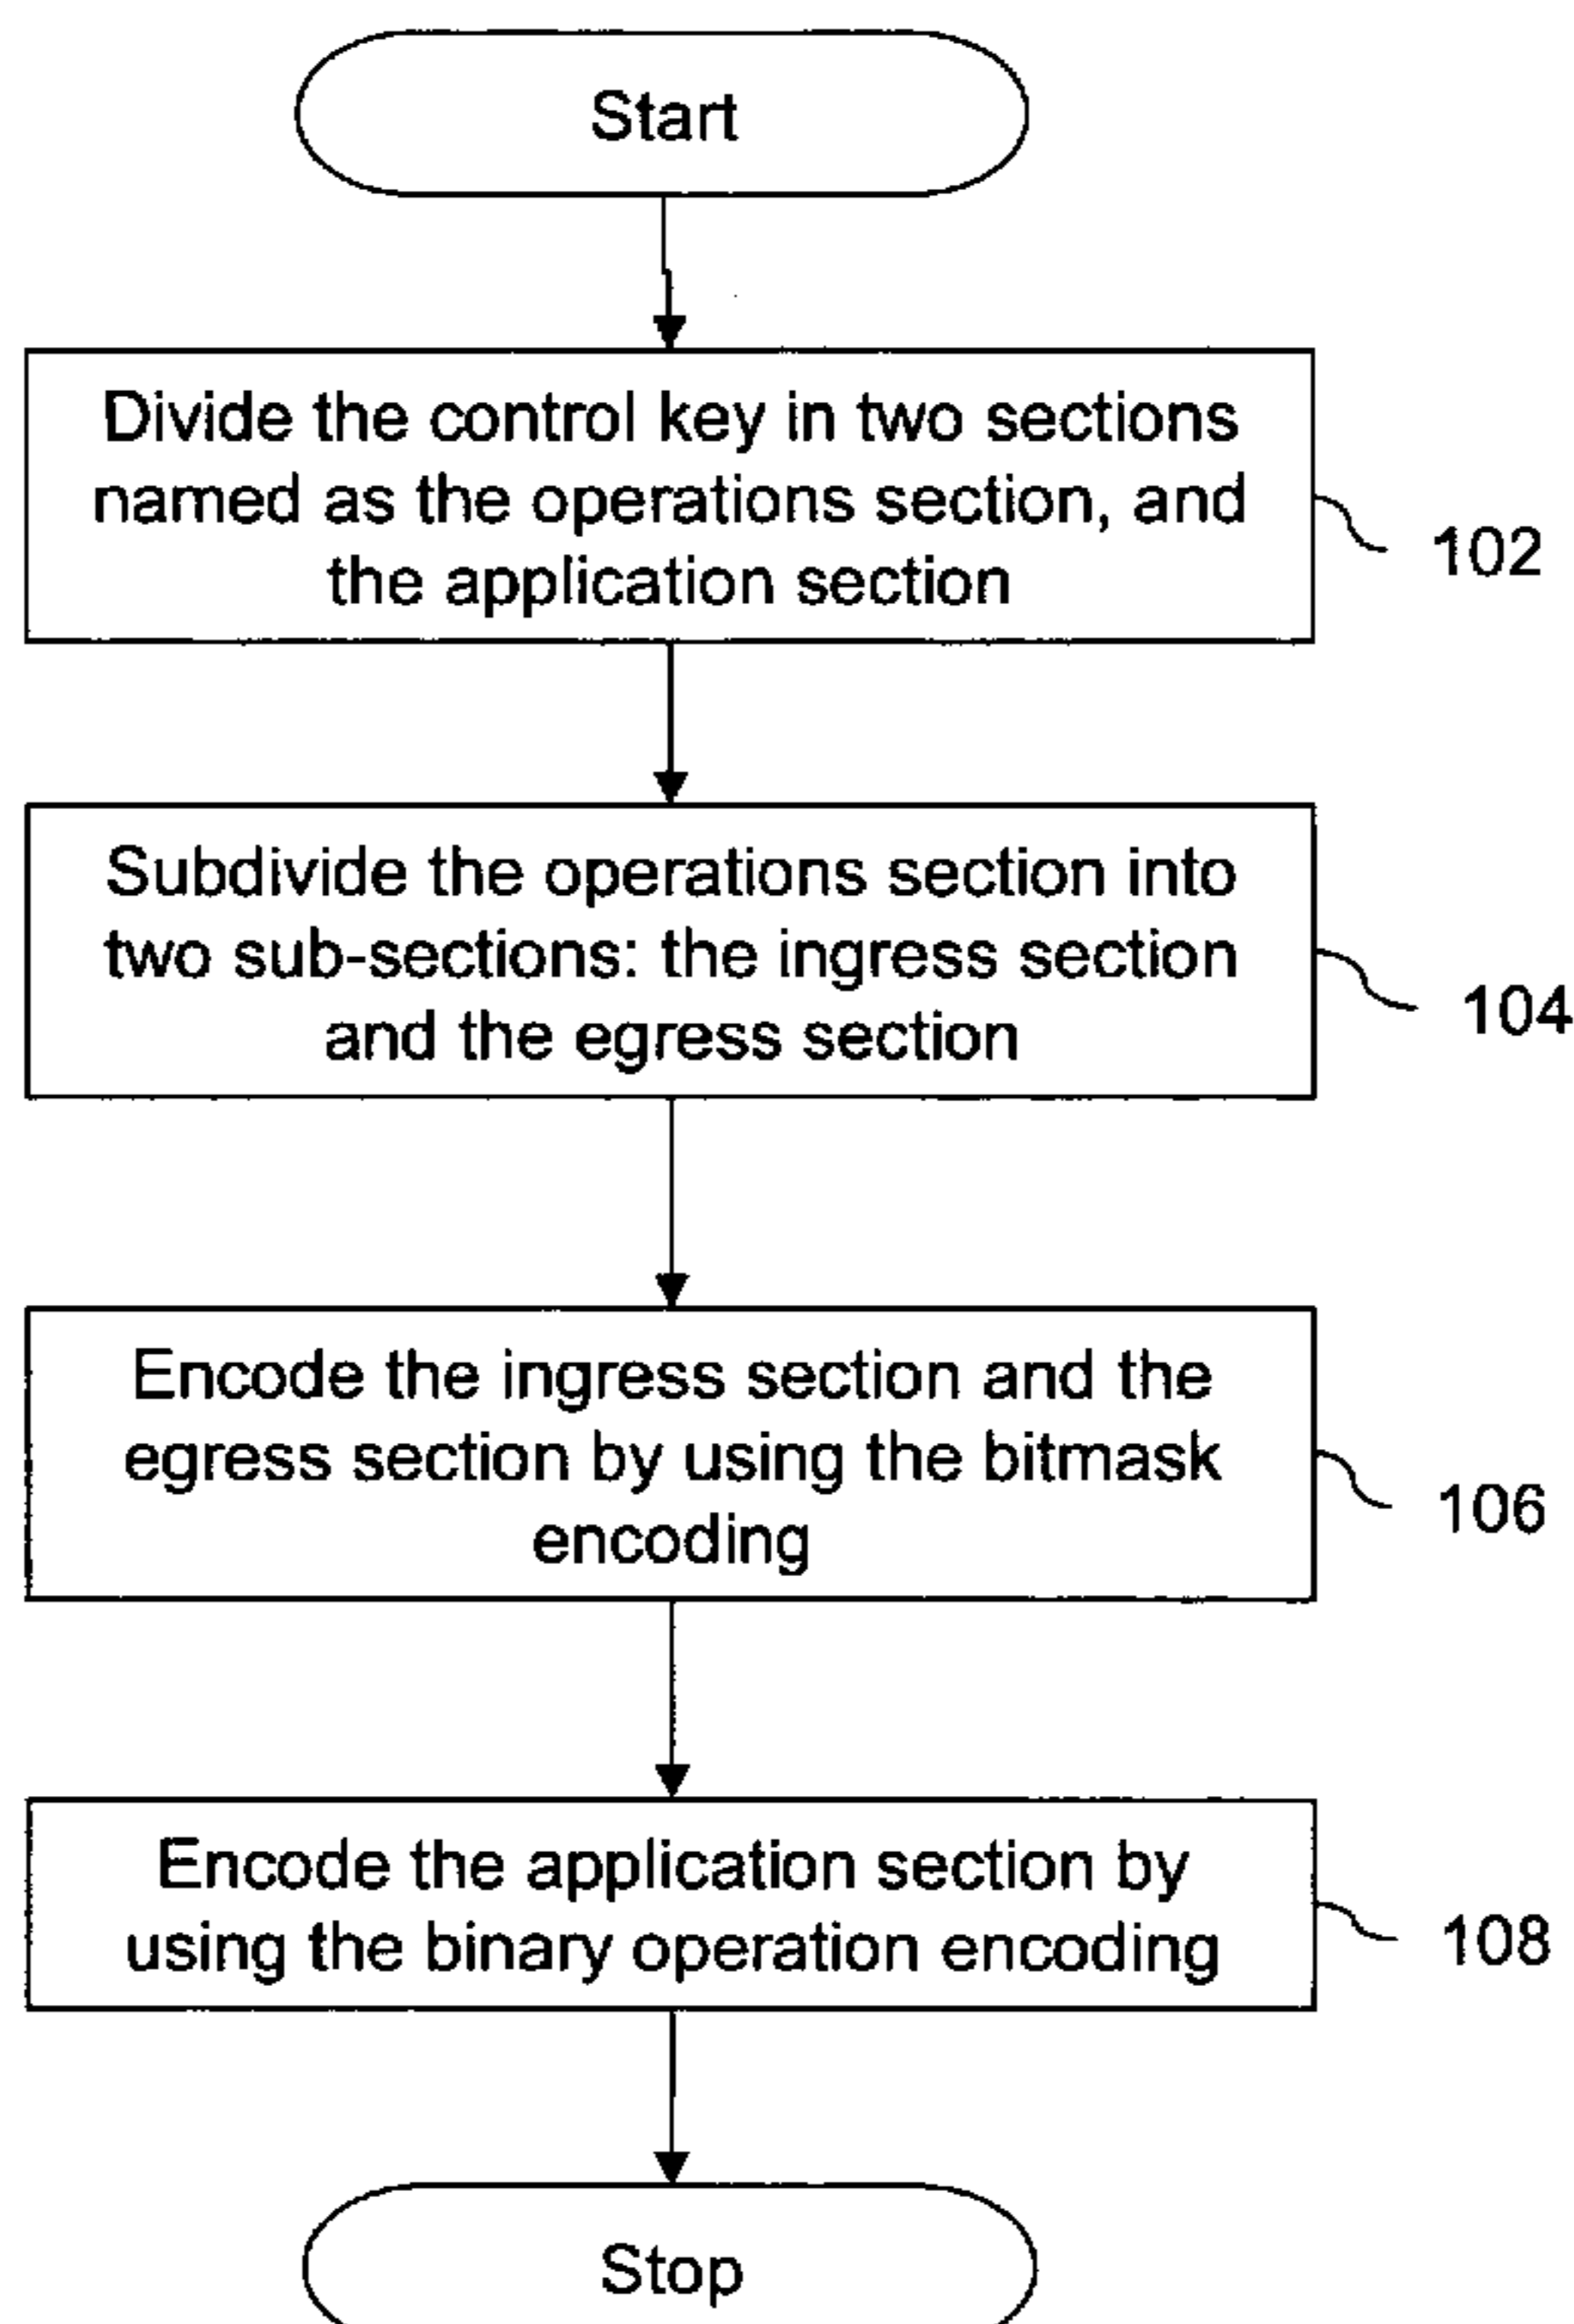 Start
Divide the control key in two sections
named as the operations section, and
the application section
102
Subdivide the operations section into
two sub-sections: the ingress section
and the egress section
104
Encode the ingress section and the
egress section by using the bitmask
encoding
106
Encode the application section by
using the binary operation encoding
108
Stop